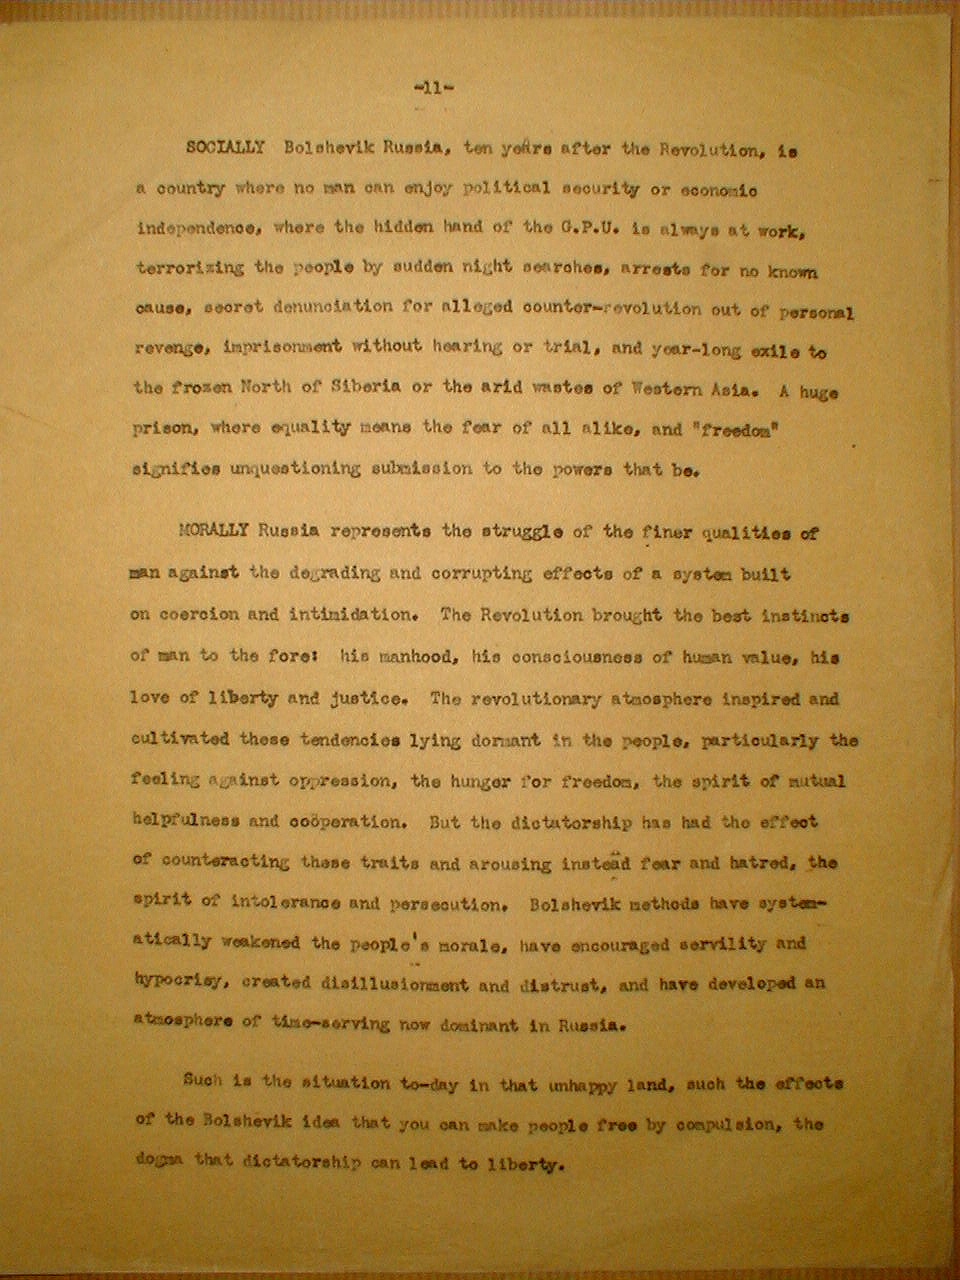 -11-
SOCIALLY Bolshevik Russia, ten years after the Revolution, is
a country where no man can enjoy political security or economic
independence, where the hidden hand of the G.P.U. is always at work,
terrorizing the people by sudden night searches, arrests for no known
cause, secret denunciation for alleged counter-revolution out of personal
revenge, imprisonment without hearing or trial, and year-long exile to
the frozen North of Siberia or the arid wastes of Western Asia. A huge
prison, where equality means the fear of all alike, and "freedom"
signifies unquestioning submission to the powers that be.
MORALLY Russia represents the struggle of the finer qualities of
man against the degrading and corrupting effects of a system built
on coercion and intimidation. The Revolution brought the best instincts
of man to the fore: his manhood, his consciousness of human value, his
love of liberty and justice. The revolutionary atmosphere inspired and
cultivated these tendencies lying dormant in the people, particularly the
feeling against oppression, the hunger for freedom, the spirit of mutual
helpfulness and coöperation. But the dictatorship has had the effect
of counteracting these traits and arousing instead fear and hatred, the
spirit of intolerance and persecution. Bolshevik methods have system-
atically weakened the people's morale, have encouraged servility and
hypocrisy, created disillusionment and distrust, and have developed an
atmosphere of time-serving now dominant in Russia.
Such is the situation to-day in that unhappy land, such the effects
of the Bolshevik idea that you can make people free by compulsion, the
dogma that dictatorship can lead to liberty.